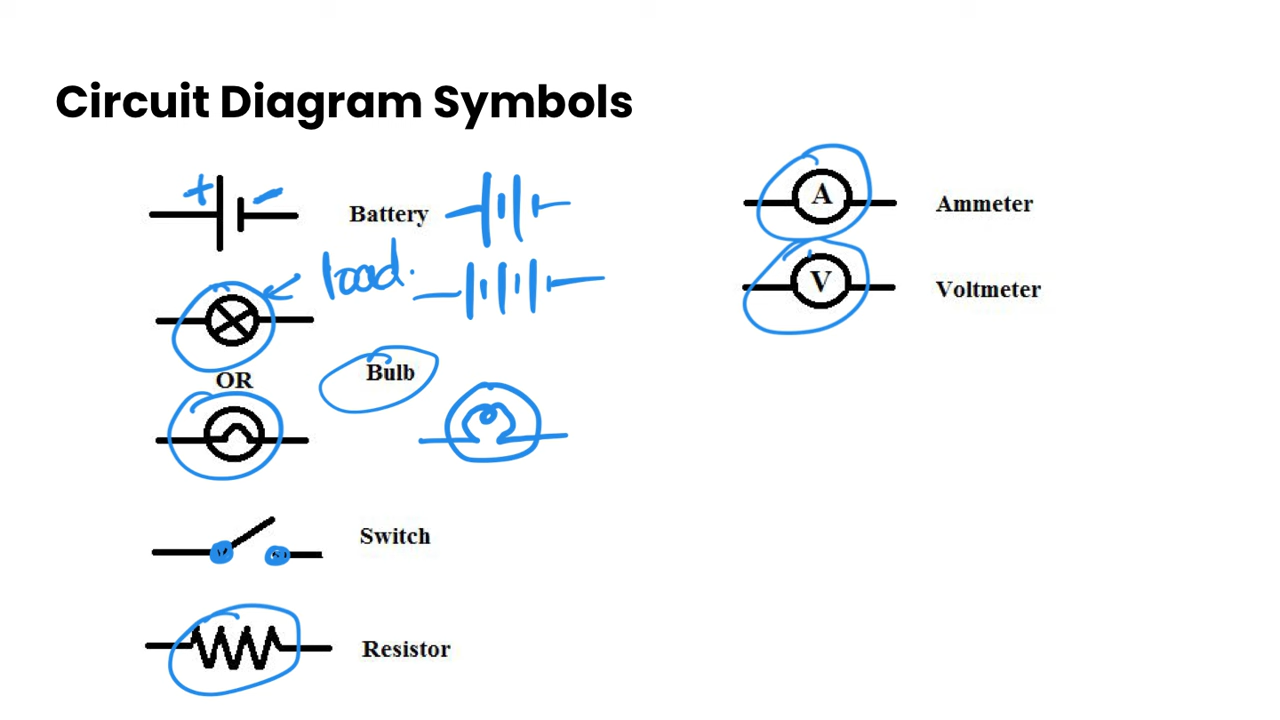 Circuit Diagram Symbols
+ -
Battery
load.
OR
Bulb
Switch
Resistor
A
Ammeter
V
Voltmeter